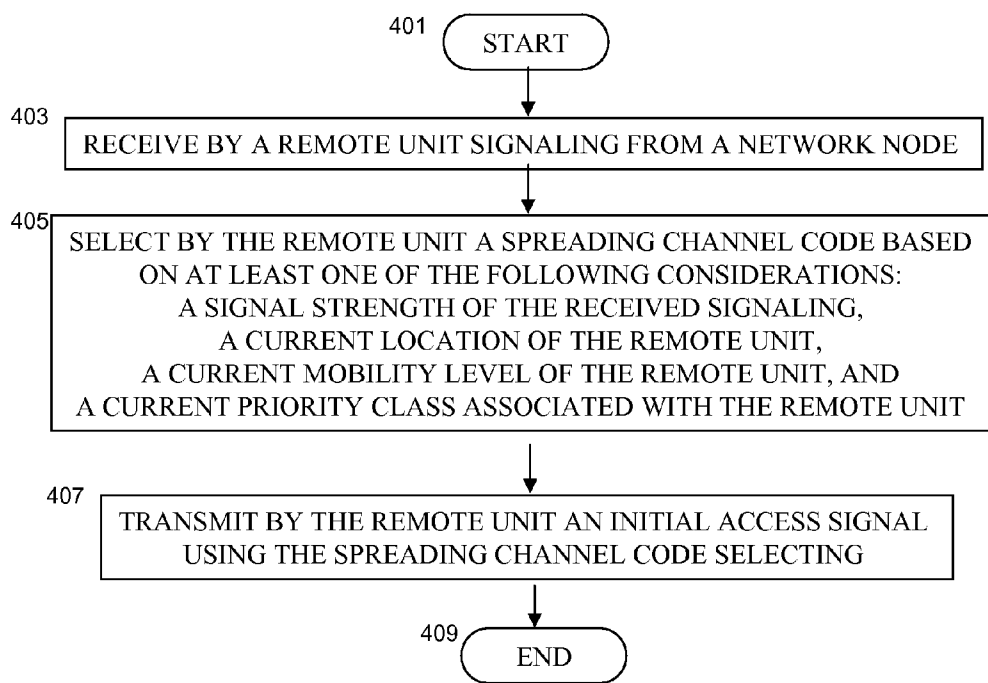 401
START
403
RECEIVE BY A REMOTE UNIT SIGNALING FROM A NETWORK NODE
405
SELECT BY THE REMOTE UNIT A SPREADING CHANNEL CODE BASED
ON AT LEAST ONE OF THE FOLLOWING CONSIDERATIONS:
A SIGNAL STRENGTH OF THE RECEIVED SIGNALING,
A CURRENT LOCATION OF THE REMOTE UNIT,
A CURRENT MOBILITY LEVEL OF THE REMOTE UNIT, AND
A CURRENT PRIORITY CLASS ASSOCIATED WITH THE REMOTE UNIT
407
TRANSMIT BY THE REMOTE UNIT AN INITIAL ACCESS SIGNAL
USING THE SPREADING CHANNEL CODE SELECTING
409
END